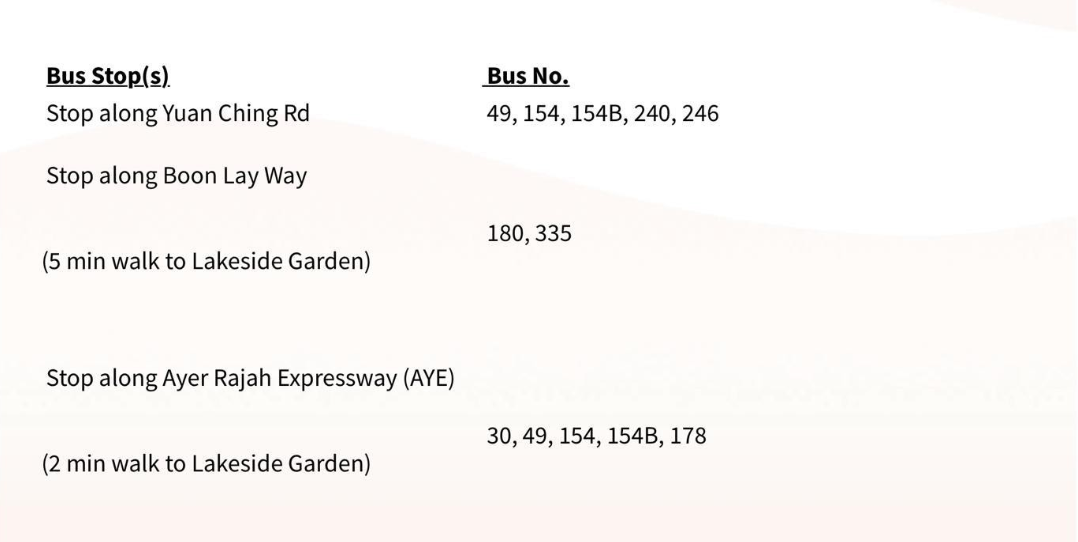 Bus Stop(s) Bus No.
Stop along Yuan Ching Rd 49, 154, 154B, 240, 246
Stop along Boon Lay Way
180, 335
(5 min walk to Lakeside Garden)
Stop along Ayer Rajah Expressway (AYE)
30, 49, 154, 154B, 178
(2 min walk to Lakeside Garden)